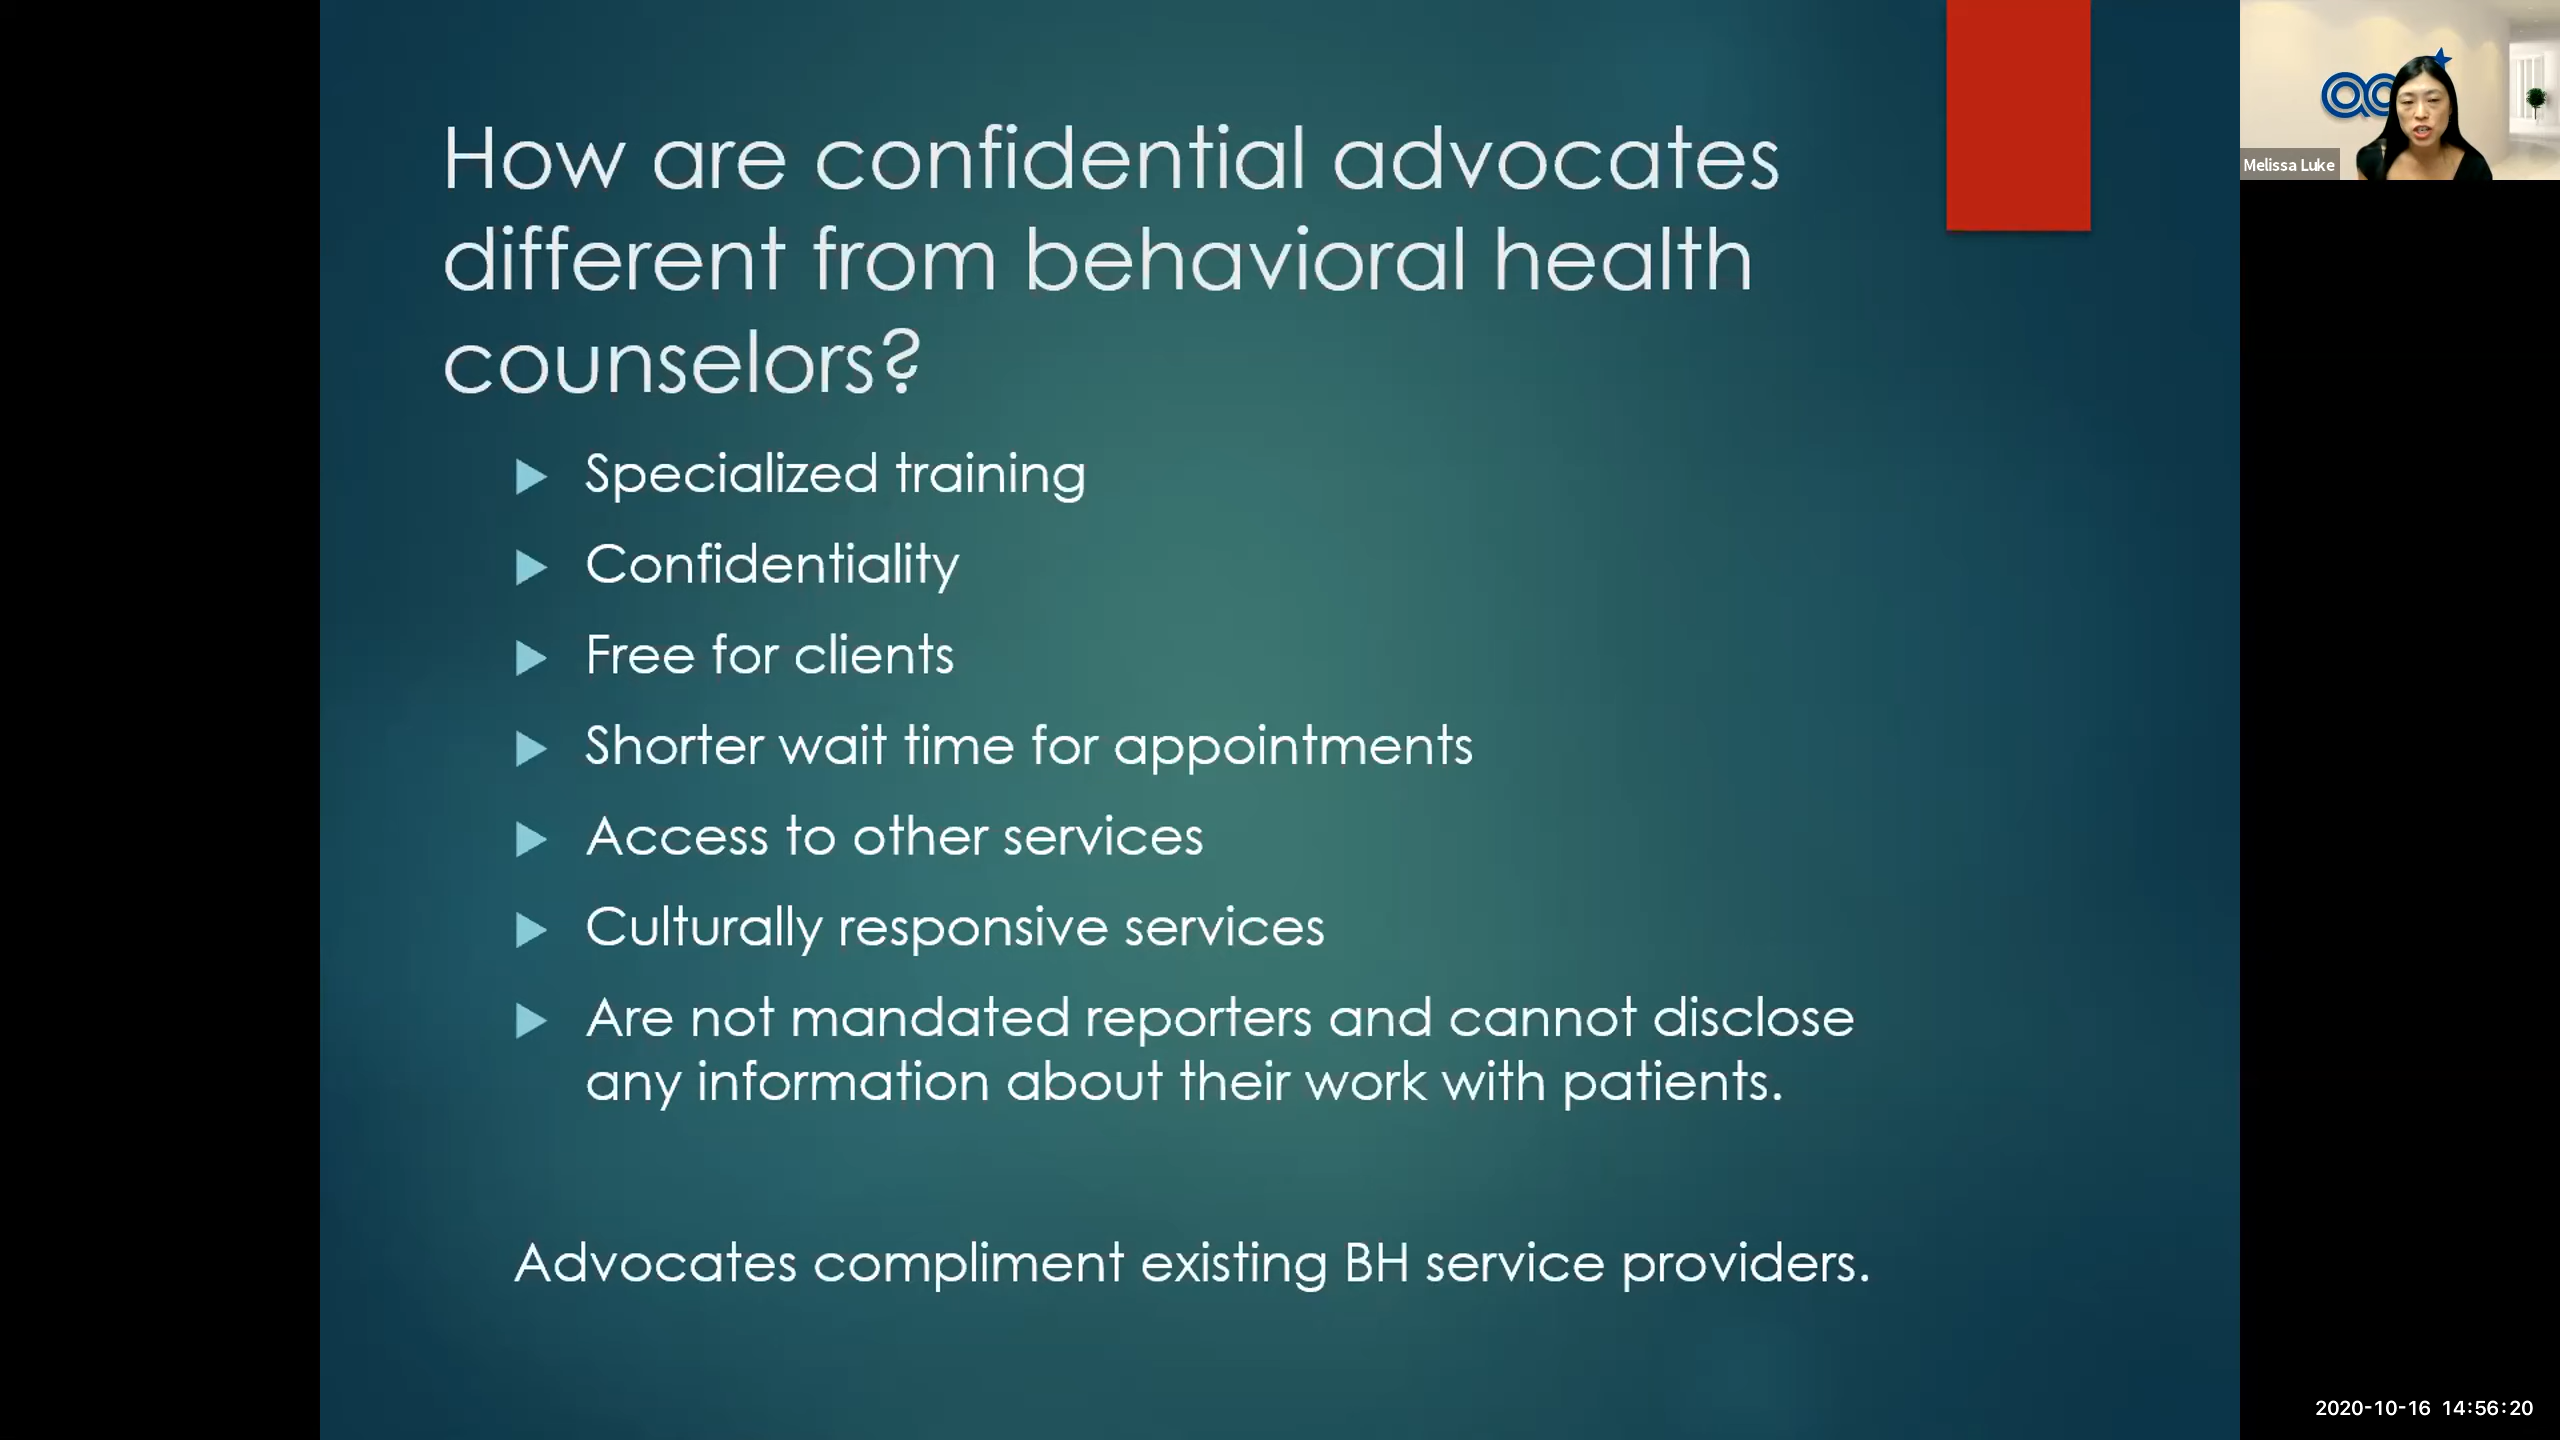 How are confidential advocates
different from behavioral health
counselors?
Specialized training
Confidentiality
Free for clients
Shorter wait time for appointments
Access to other services
Culturally responsive services
Are not mandated reporters and cannot disclose
any information about their work with patients.
Advocates compliment existing BH service providers.
Melissa Luke
2020-10-16 14:56:20